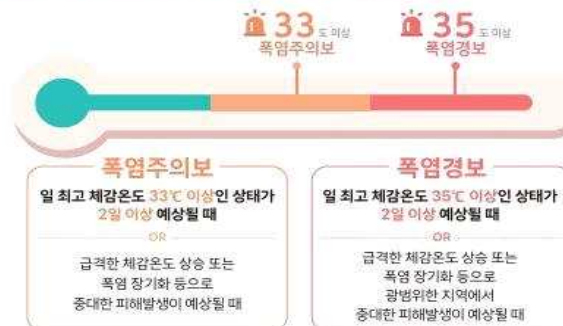 33 도 이상
폭염주의보
35 도 이상
폭염경보
폭염주의보
일 최고 체감온도 33℃ 이상인 상태가
2일 이상 예상될 때
OR
급격한 체감온도 상승 또는
폭염 장기화 등으로
중대한 피해발생이 예상될 때
폭염경보
일 최고 체감온도 35℃ 이상인 상태가
2일 이상 예상될 때
OR
급격한 체감온도 상승 또는
폭염 장기화 등으로
광범위한 지역에서
중대한 피해발생이 예상될 때